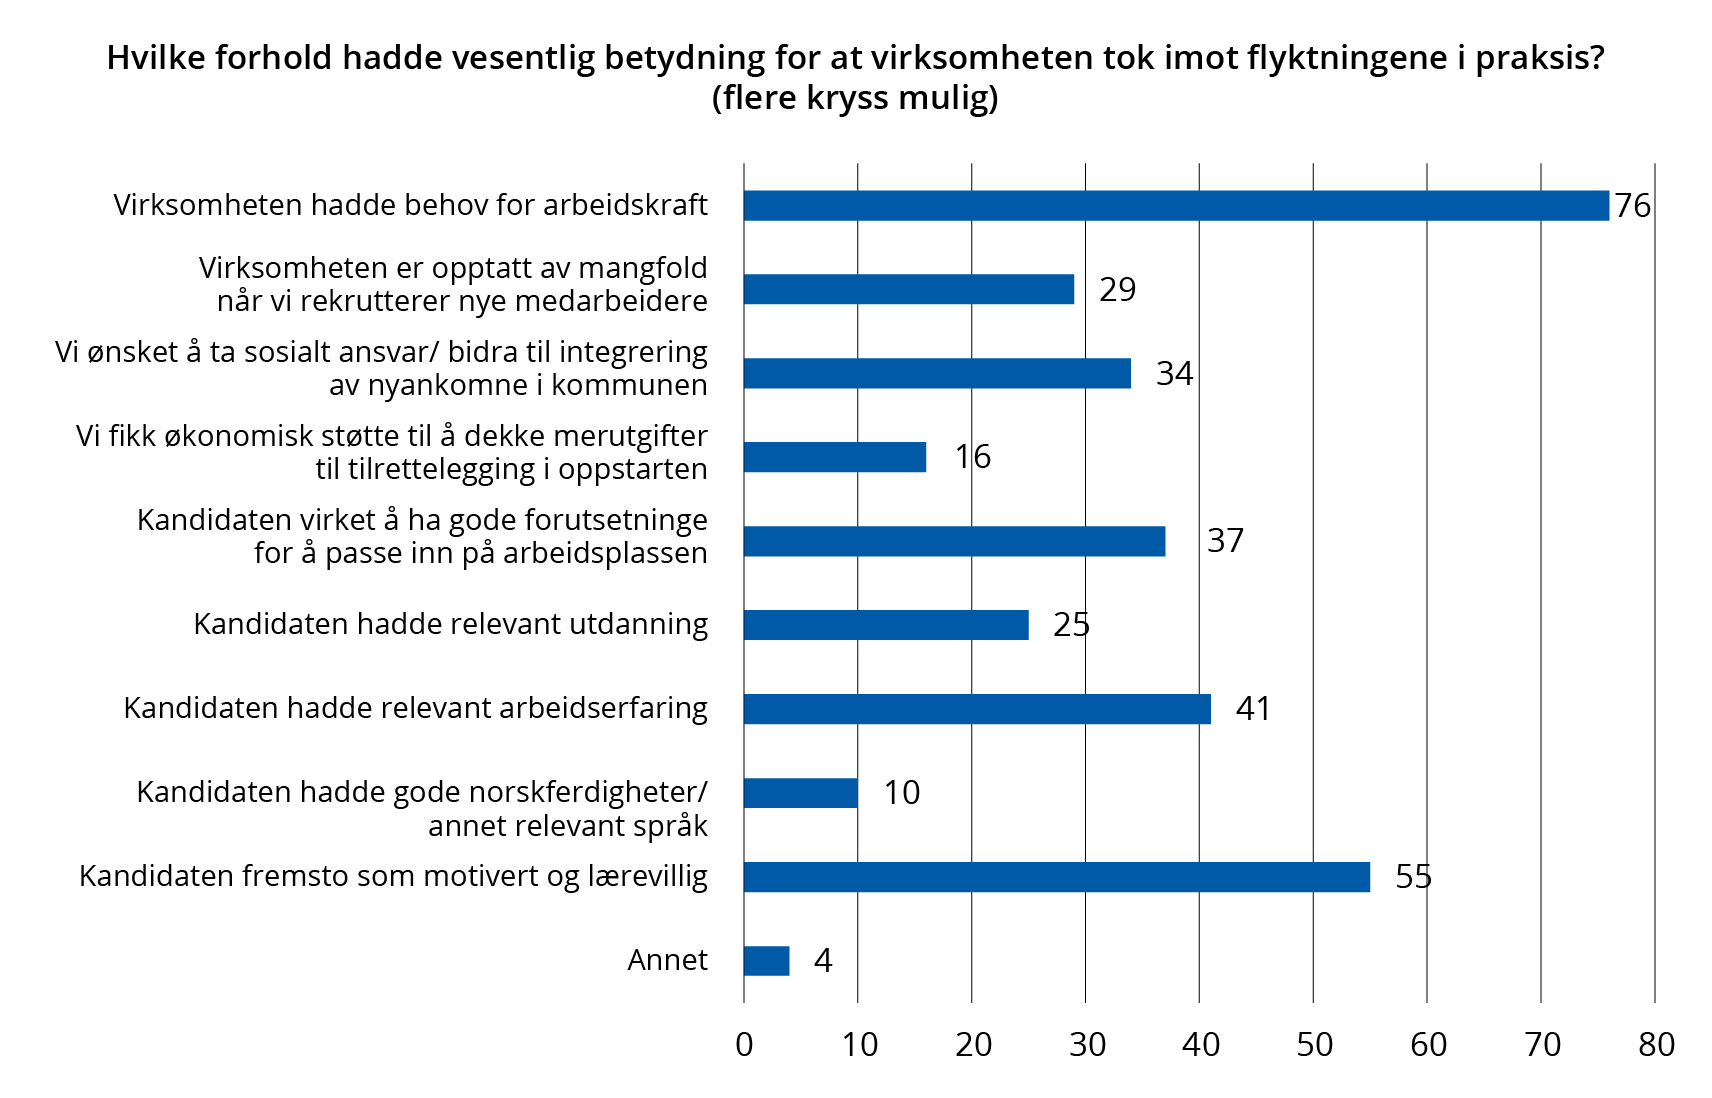 Hvilke forhold hadde vesentlig betydning for at virksomheten tok imot flyktningene i praksis?
(flere kryss mulig)
Virksomheten hadde behov for arbeidskraft
76
Virksomheten er opptatt av mangfold
når vi rekrutterer nye medarbeidere
29
Vi ønsket å ta sosialt ansvar/ bidra til integrering
av nyankomne i kommunen
34
Vi fikk økonomisk støtte til å dekke merutgifter
til tilrettelegging i oppstarten
16
Kandidaten virket å ha gode forutsetninge
for å passe inn på arbeidsplassen
37
Kandidaten hadde relevant utdanning
25
Kandidaten hadde relevant arbeidserfaring
41
Kandidaten hadde gode norskferdigheter/
annet relevant språk
10
Kandidaten fremsto som motivert og lærevillig
55
Annet
4
0 10 20 30 40 50 60 70 80